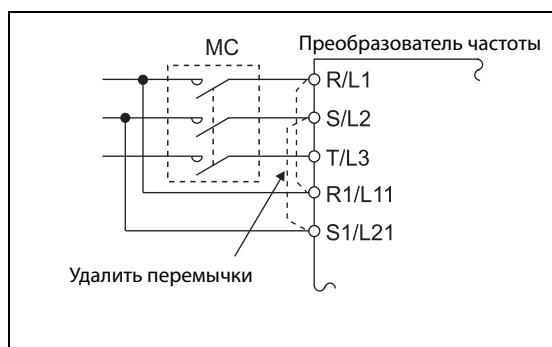 MC
Преобразователь частоты
R/L1
S/L2
T/L3
R1/L11
S1/L21
Удалить перемычки